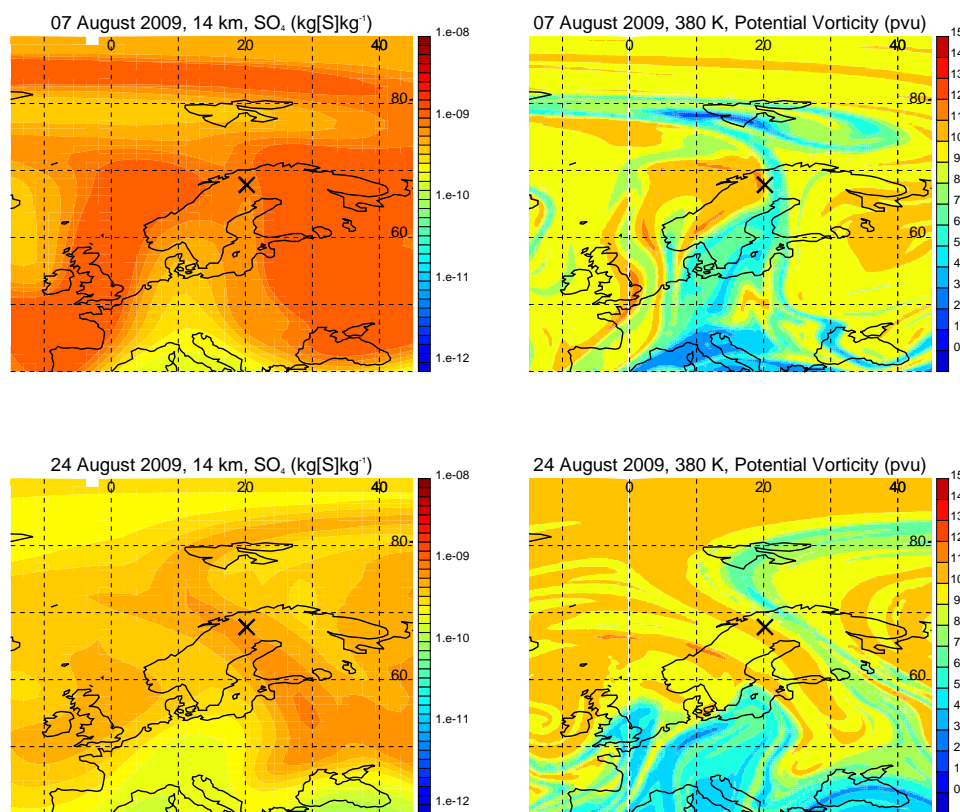 07 August 2009, 14 km, SO₄ (kg[S]kg⁻¹)
0 20 40
80
60
1.e-08
1.e-09
1.e-10
1.e-11
1.e-12
07 August 2009, 380 K, Potential Vorticity (pvu)
0 20 40
80
60
15
14
13
12
11
10
9
8
7
6
5
4
3
2
1
0
24 August 2009, 14 km, SO₄ (kg[S]kg⁻¹)
0 20 40
80
60
1.e-08
1.e-09
1.e-10
1.e-11
1.e-12
24 August 2009, 380 K, Potential Vorticity (pvu)
0 20 40
80
60
15
14
13
12
11
10
9
8
7
6
5
4
3
2
1
0